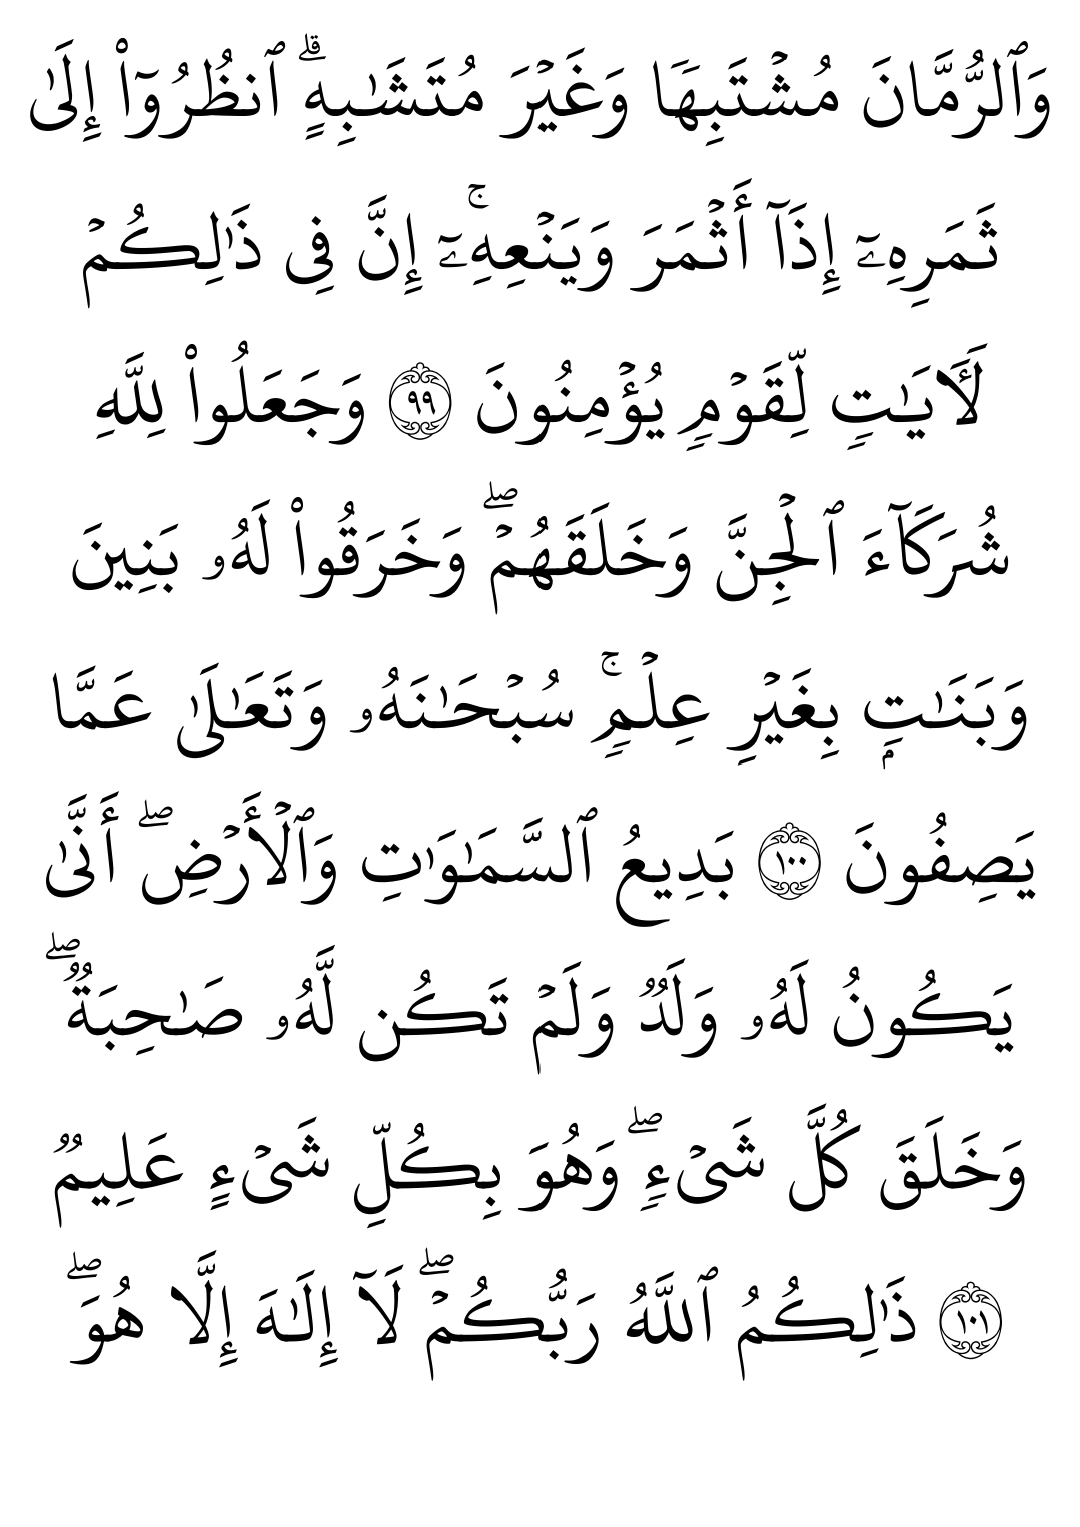 وَٱلرُّمَّانَ مُشۡتَبِهٗا وَغَيۡرَ مُتَشَٰبِهٍۗ ٱنظُرُوٓاْ إِلَىٰ
ثَمَرِهِۦٓ إِذَآ أَثۡمَرَ وَيَنۡعِهِۦٓۚ إِنَّ فِي ذَٰلِكُمۡ
لَأٓيَٰتٖ لِّقَوۡمٖ يُؤۡمِنُونَ ٩٩ وَجَعَلُواْ لِلَّهِ
شُرَكَآءَ ٱلۡجِنَّ وَخَلَقَهُمۡۖ وَخَرَقُواْ لَهُۥ بَنِينَ
وَبَنَٰتِۭ بِغَيۡرِ عِلۡمٖۚ سُبۡحَٰنَهُۥ وَتَعَٰلَىٰ عَمَّا
يَصِفُونَ ١٠٠ بَدِيعُ ٱلسَّمَٰوَٰتِ وَٱلۡأَرۡضِۖ أَنَّىٰ
يَكُونُ لَهُۥ وَلَدٞ وَلَمۡ تَكُن لَّهُۥ صَٰحِبَةٞۖ
وَخَلَقَ كُلَّ شَيۡءٖۖ وَهُوَ بِكُلِّ شَيۡءٍ عَلِيمٞ
١٠١ ذَٰلِكُمُ ٱللَّهُ رَبُّكُمۡۖ لَآ إِلَٰهَ إِلَّا هُوَۖ